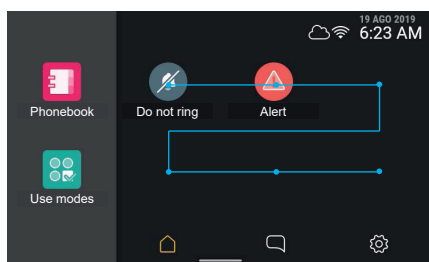 19 AGO 2019
6:23 AM
Phonebook
Do not ring
Alert
Use modes